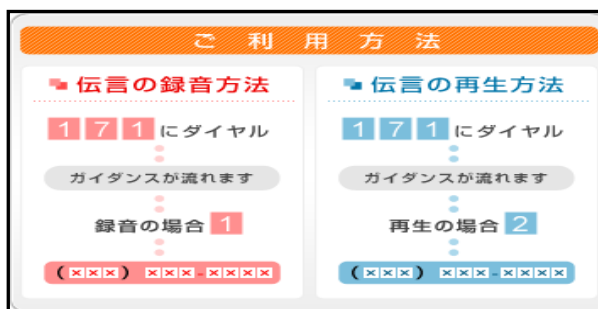 ご利用方法
伝言の録音方法
171にダイヤル
ガイダンスが流れます
録音の場合1
(×××) ×××-××××
伝言の再生方法
171にダイヤル
ガイダンスが流れます
再生の場合2
(×××) ×××-××××